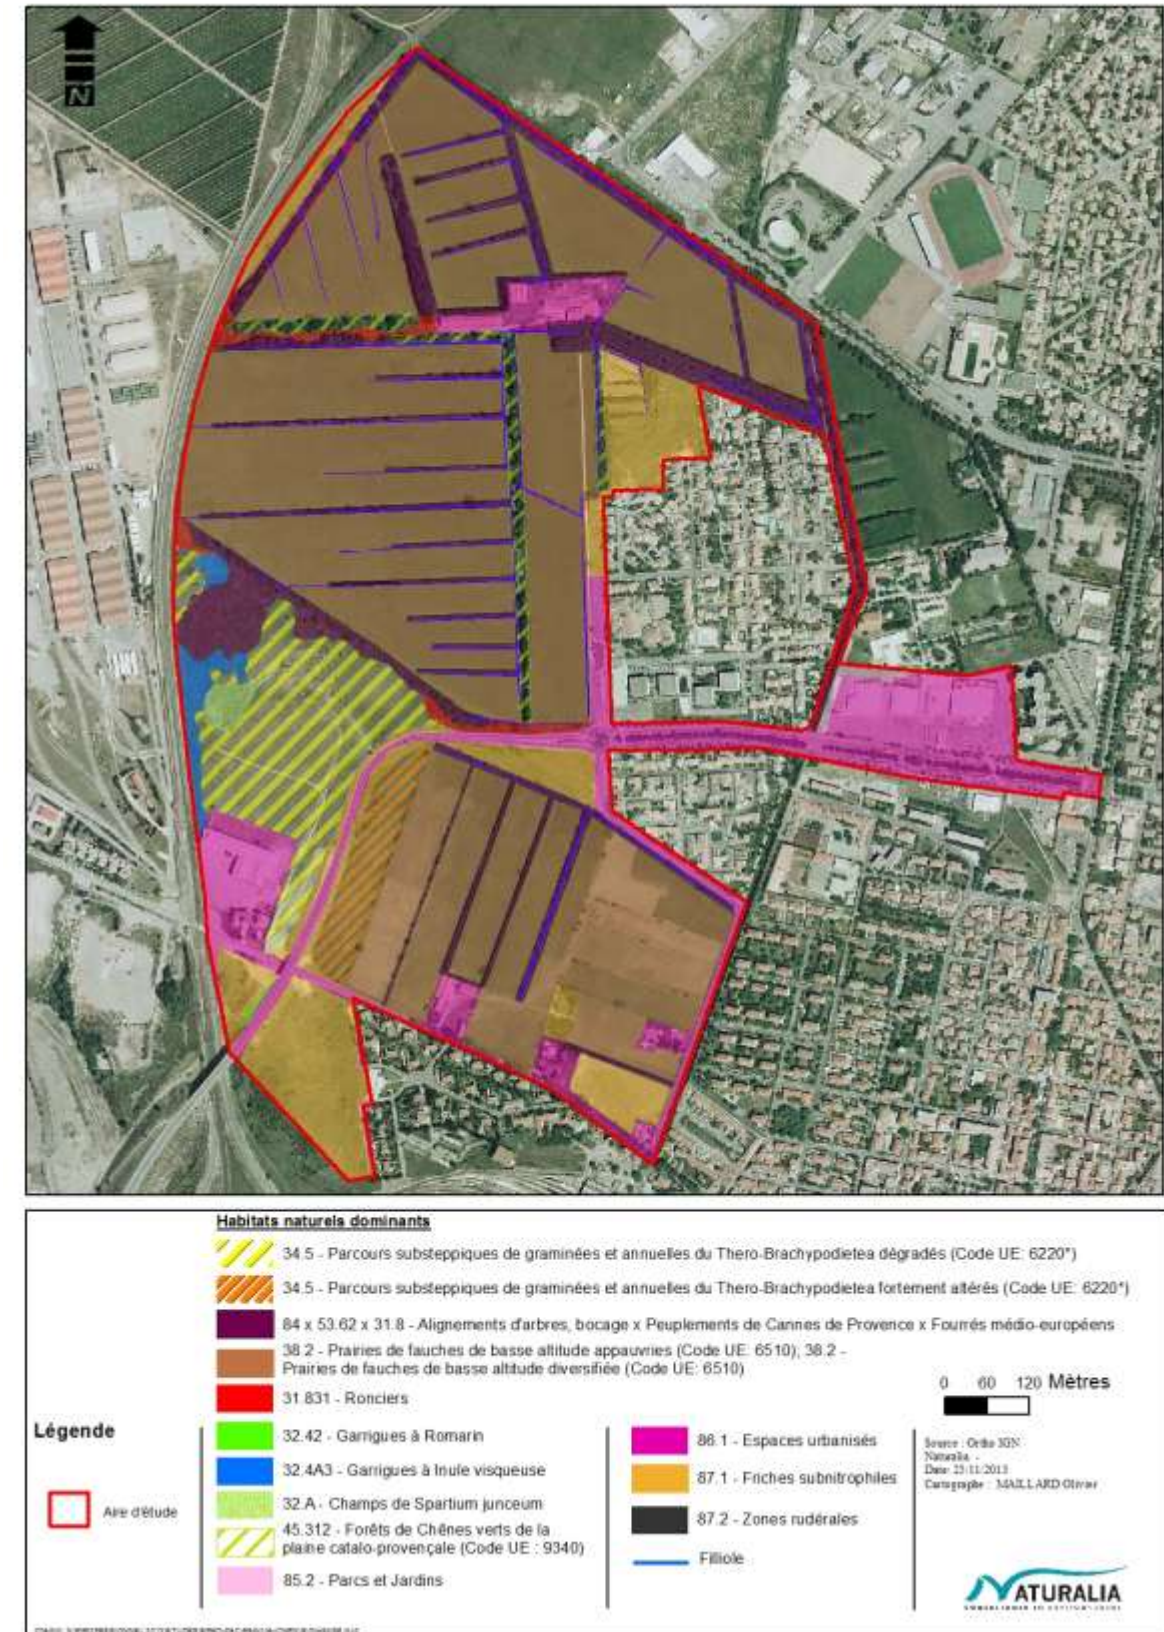 N
Habitats naturels dominants
34.5 - Parcours substeppiques de graminées et annuelles du Thero-Brachypodietea dégradés (Code UE: 6220*)
34.5 - Parcours substeppiques de graminées et annuelles du Thero-Brachypodietea fortement altérés (Code UE: 6220*)
84 x 53.62 x 31.8 - Alignements d'arbres, bocage x Peuplements de Cannes de Provence x Fourrés médio-européens
38.2 - Prairies de fauches de basse altitude appauvries (Code UE: 6510); 38.2 -
Prairies de fauches de basse altitude diversifiée (Code UE: 6510)
31.831 - Ronciers
0 60 120 Mètres
Légende
Aire d'étude
32.42 - Garrigues à Romarin
32.4A3 - Garrigues à Inule visqueuse
32.A - Champs de Spartium junceum
45.312 - Forêts de Chênes verts de la
plaine catalo-provençale (Code UE : 9340)
85.2 - Parcs et Jardins
86.1 - Espaces urbanisés
87.1 - Friches subnitrophiles
87.2 - Zones rudérales
Filliole
Source : Ortho IGN
Naturalia -
Date: 25/11/2013
Cartographe : MAILLARD Olivier
NATURALIA